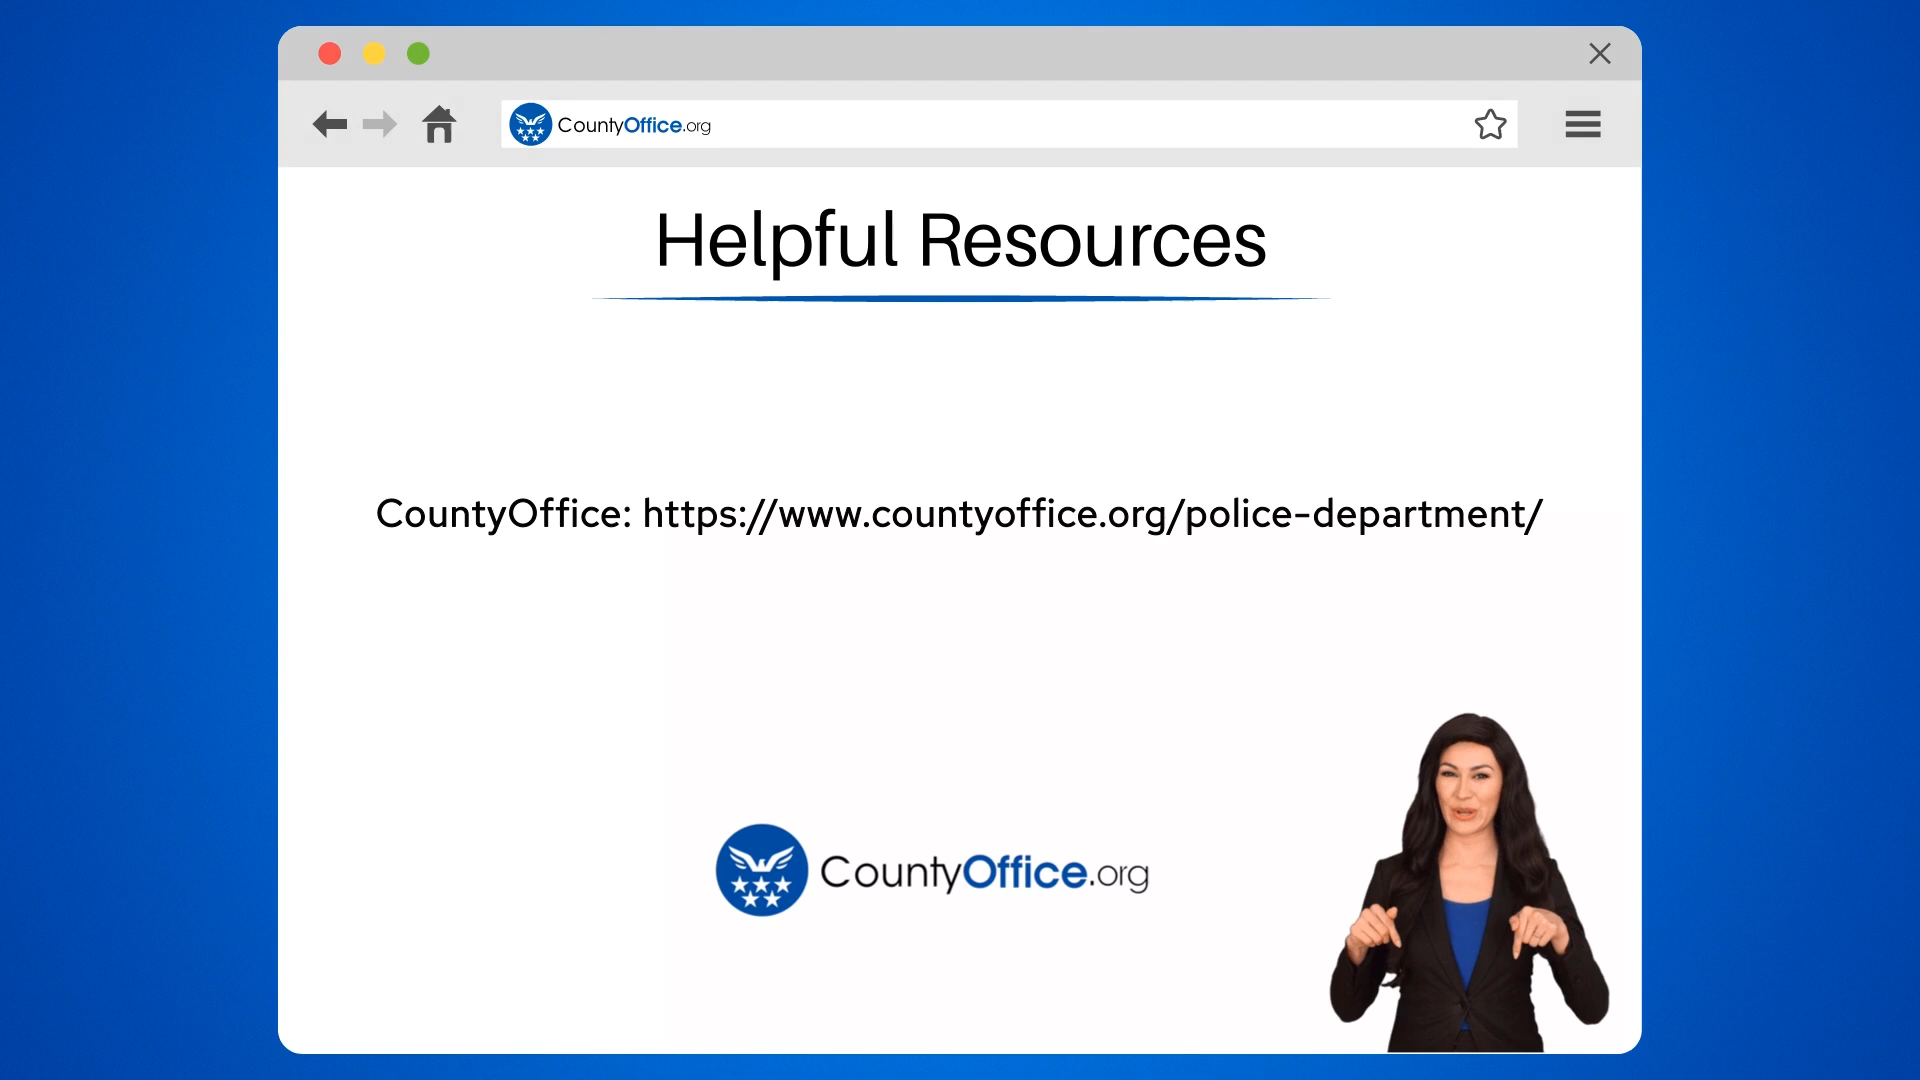 CountyOffice.org
Helpful Resources
CountyOffice: https://www.countyoffice.org/police-department/
CountyOffice.org